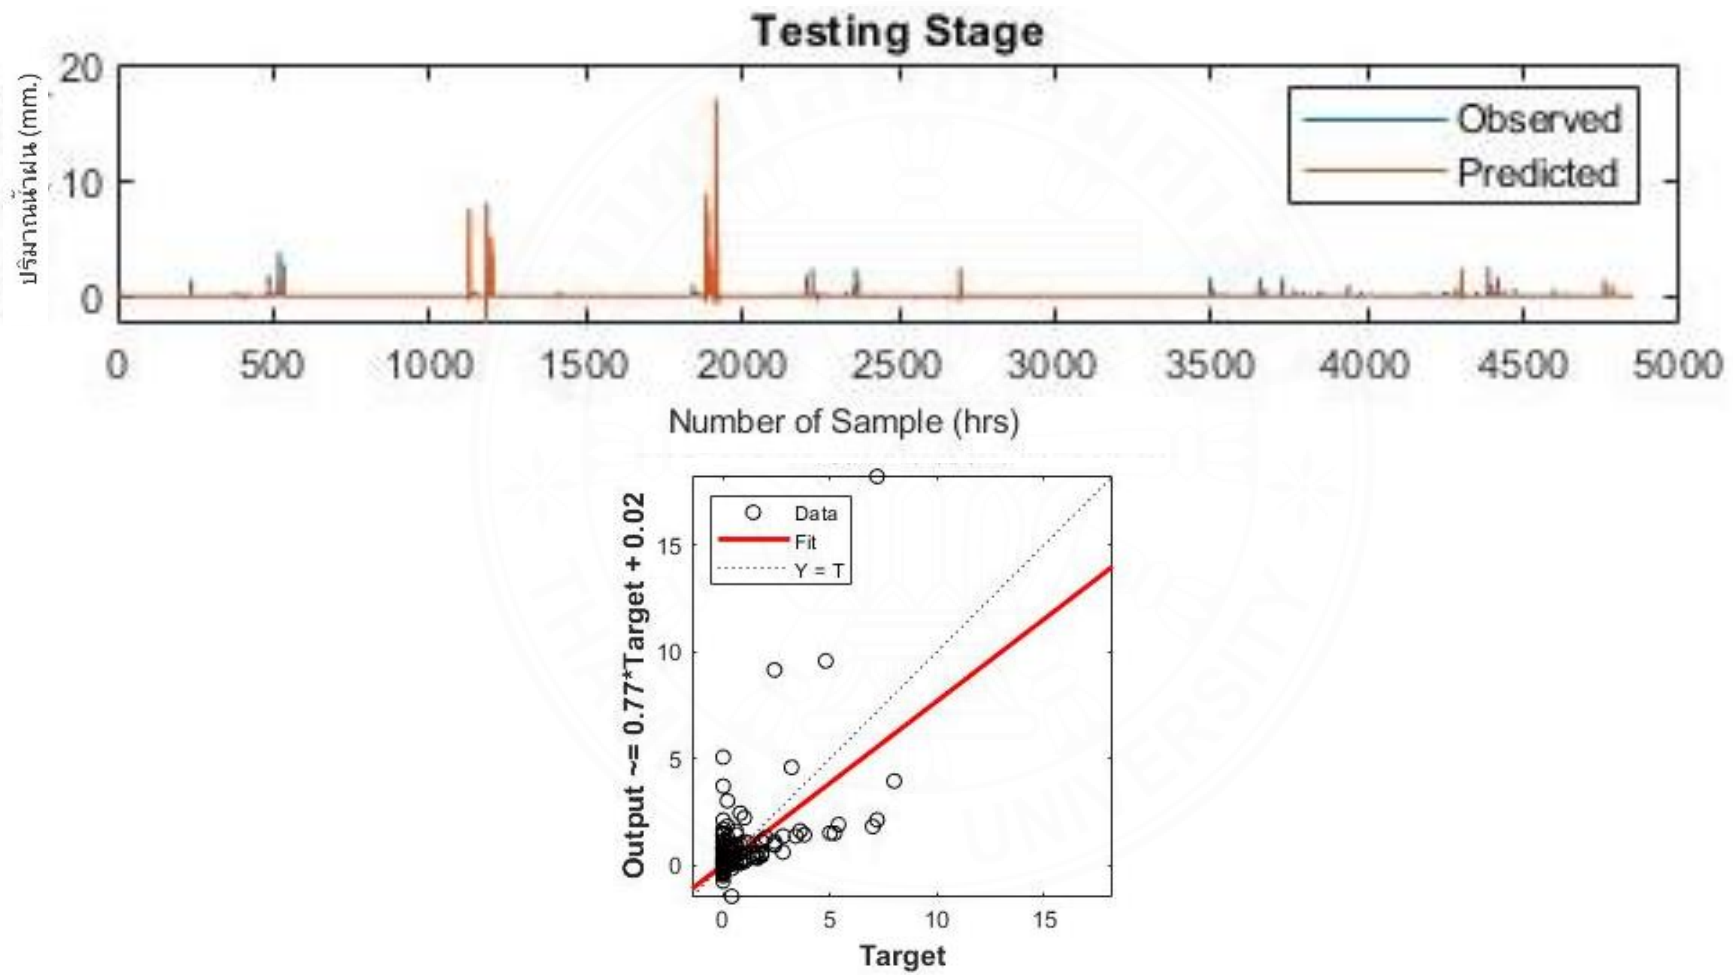 Testing Stage
ปริมาณน้ำฝน (mm.)
20
10
0
Observed
Predicted
0 500 1000 1500 2000 2500 3000 3500 4000 4500 5000
Number of Sample (hrs)
Output ~= 0.77*Target + 0.02
Data
Fit
Y = T
15
10
5
0
0 5 10 15
Target
UNIVERSITY